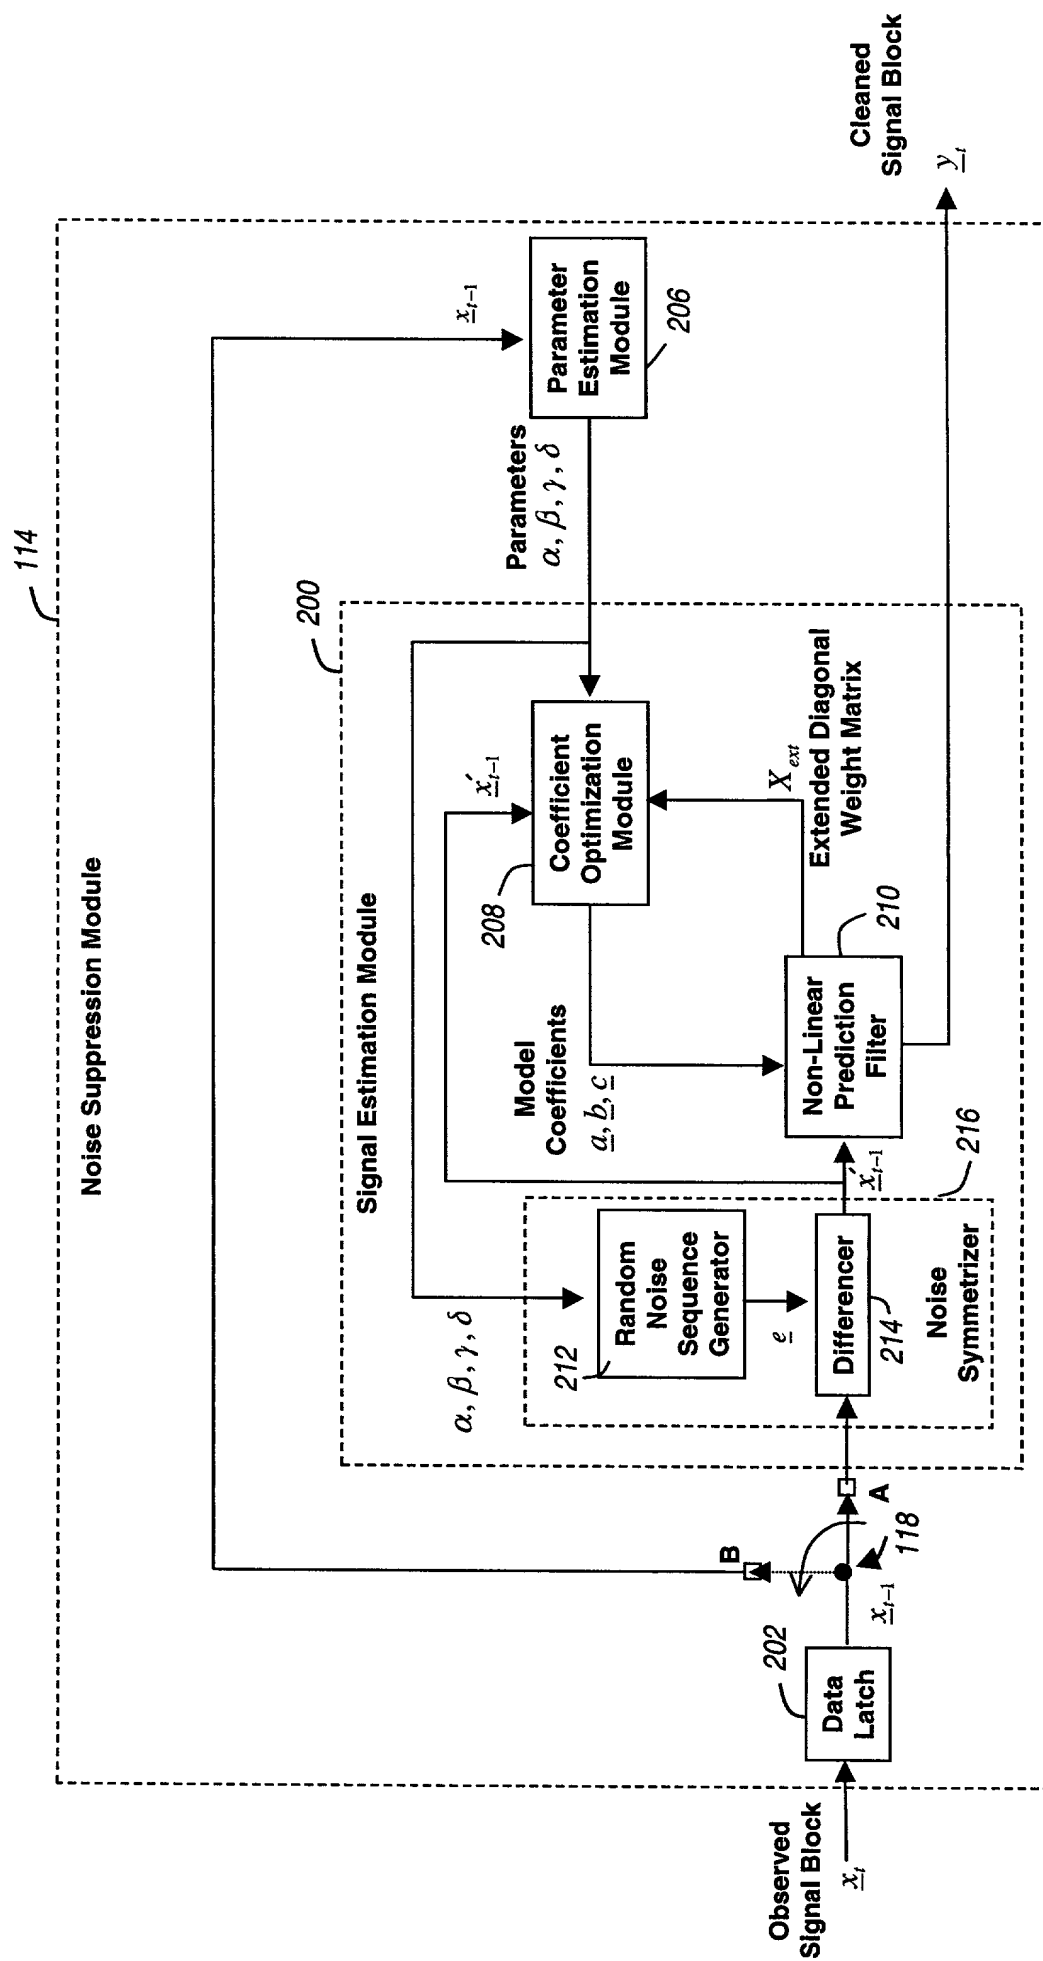 114
Noise Suppression Module
200
Signal Estimation Module
x_{t-1}
Parameter
Estimation
Module
206
Parameters
α, β, γ, δ
x'_{t-1}
Coefficient
Optimization
Module
208
Model
Coefficients
a, b, c
X_{ext}
Extended Diagonal
Weight Matrix
α, β, γ, δ
212
Random
Noise
Sequence
Generator
e
Differencer
214
Noise
Symmetrizer
216
x'_{t-1}
Non-Linear
Prediction
Filter
210
B
A
118
x_{t-1}
202
Data
Latch
Observed
Signal Block
x_t
Cleaned
Signal Block
y_t